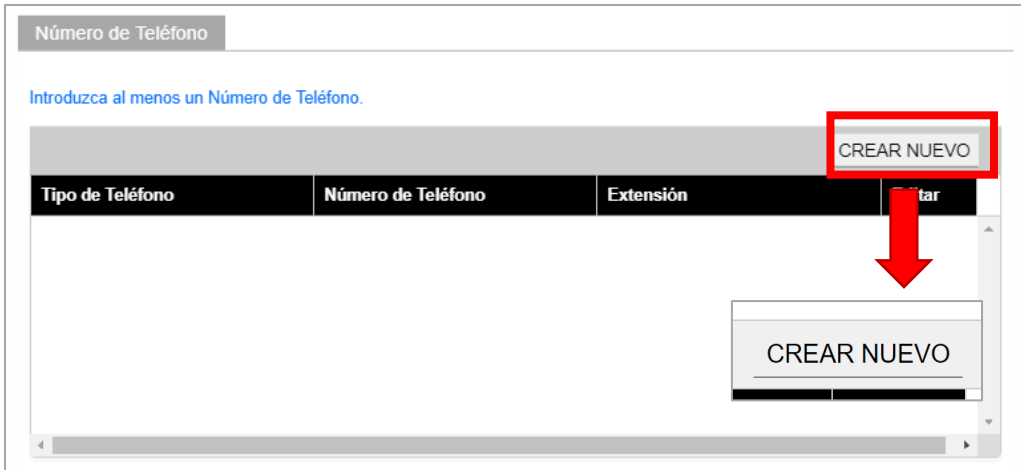 Número de Teléfono
Introduzca al menos un Número de Teléfono.
CREAR NUEVO
Tipo de Teléfono Número de Teléfono Extensión Editar
CREAR NUEVO